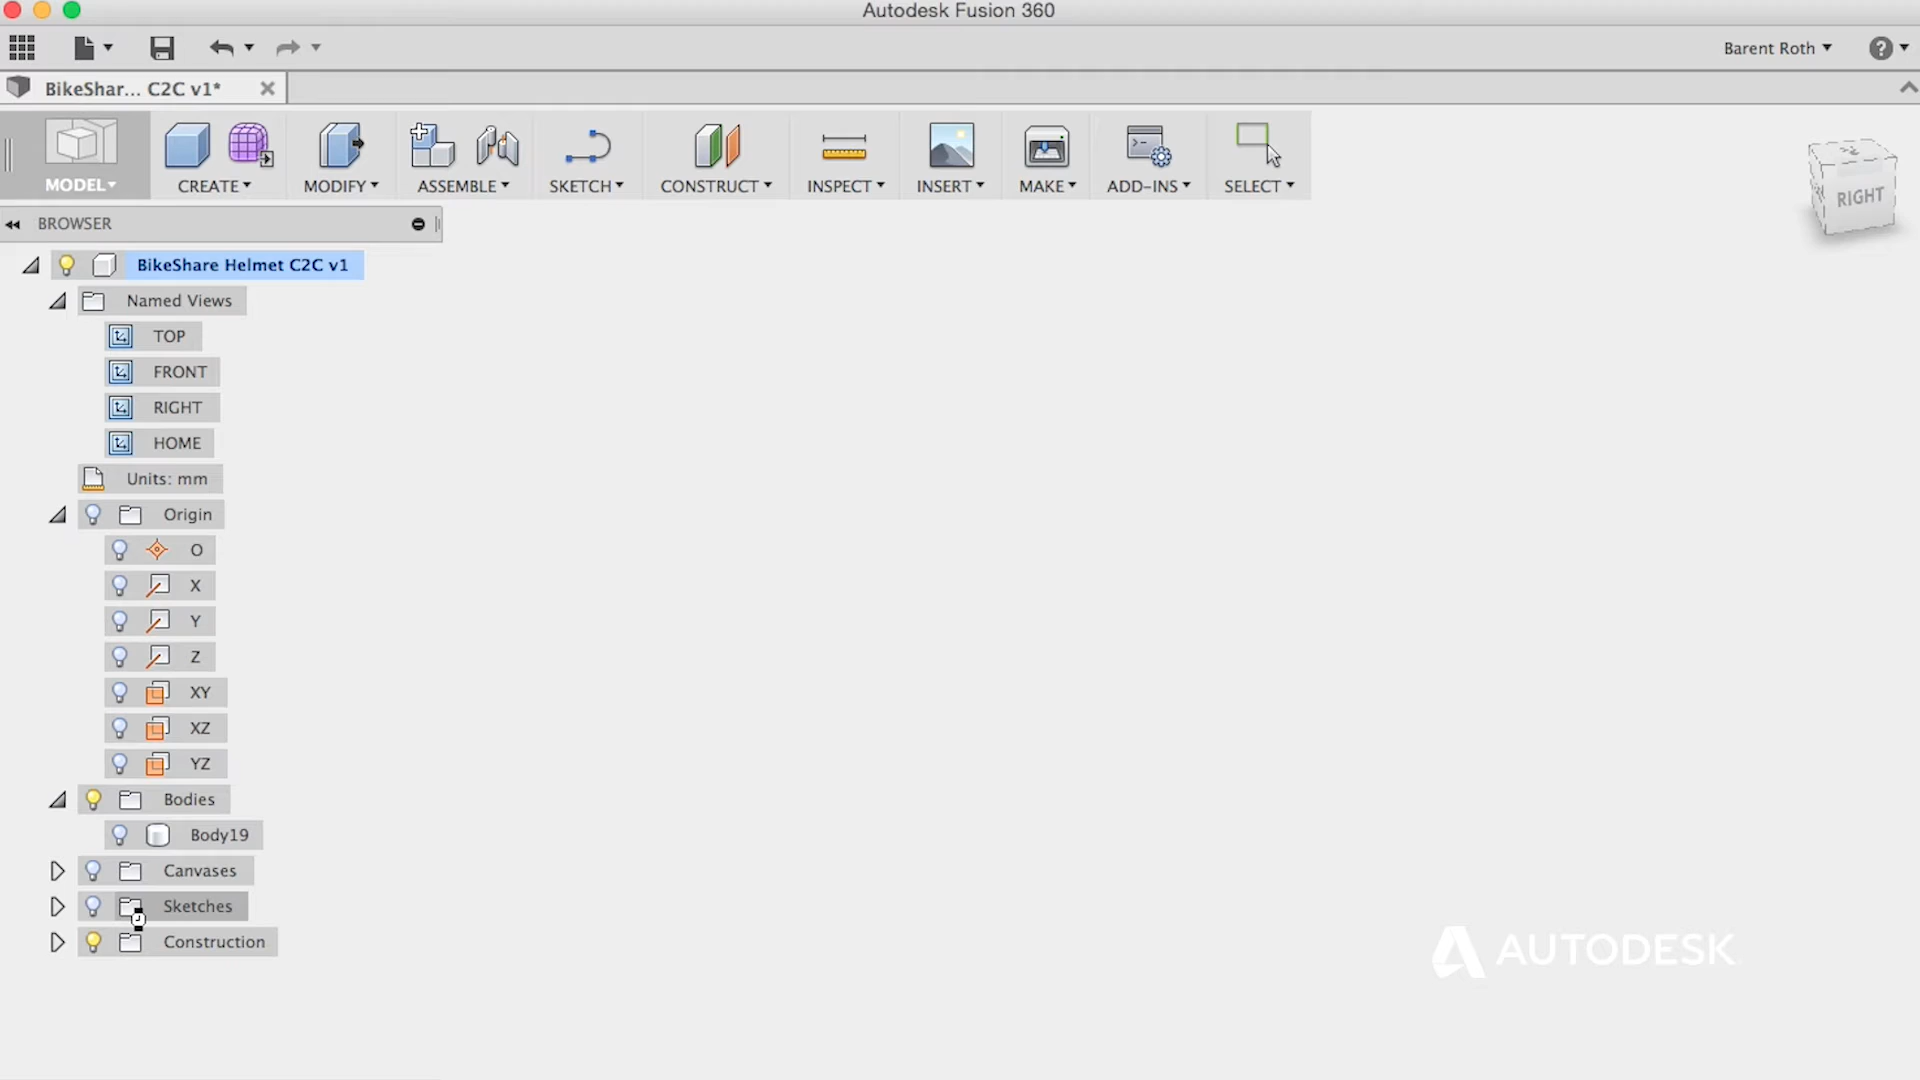 Autodesk Fusion 360
Barent Roth
BikeShar... C2C v1*
MODEL
CREATE
MODIFY
ASSEMBLE
SKETCH
CONSTRUCT
INSPECT
INSERT
MAKE
ADD-INS
SELECT
RIGHT
BROWSER
BikeShare Helmet C2C v1
Named Views
TOP
FRONT
RIGHT
HOME
Units: mm
Origin
O
X
Y
Z
XY
XZ
YZ
Bodies
Body19
Canvases
Sketches
Construction
AUTODESK